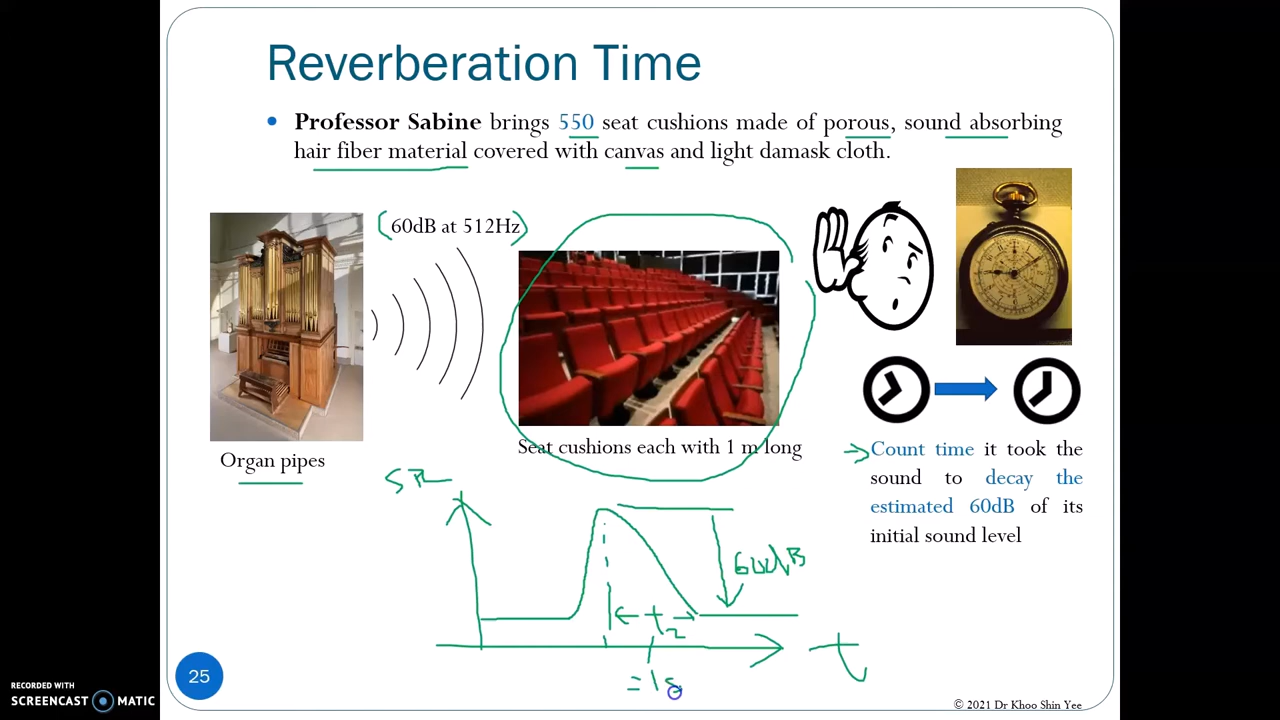 Reverberation Time
• Professor Sabine brings 550 seat cushions made of porous, sound absorbing
hair fiber material covered with canvas and light damask cloth.
(60dB at 512Hz)
Organ pipes
Seat cushions each with 1 m long
Count time it took the
sound to decay the
estimated 60dB of its
initial sound level
SPL
60dB
t2
t
=1s
25
RECORDED WITH
SCREENCAST MATIC
© 2021 Dr Khoo Shin Yee